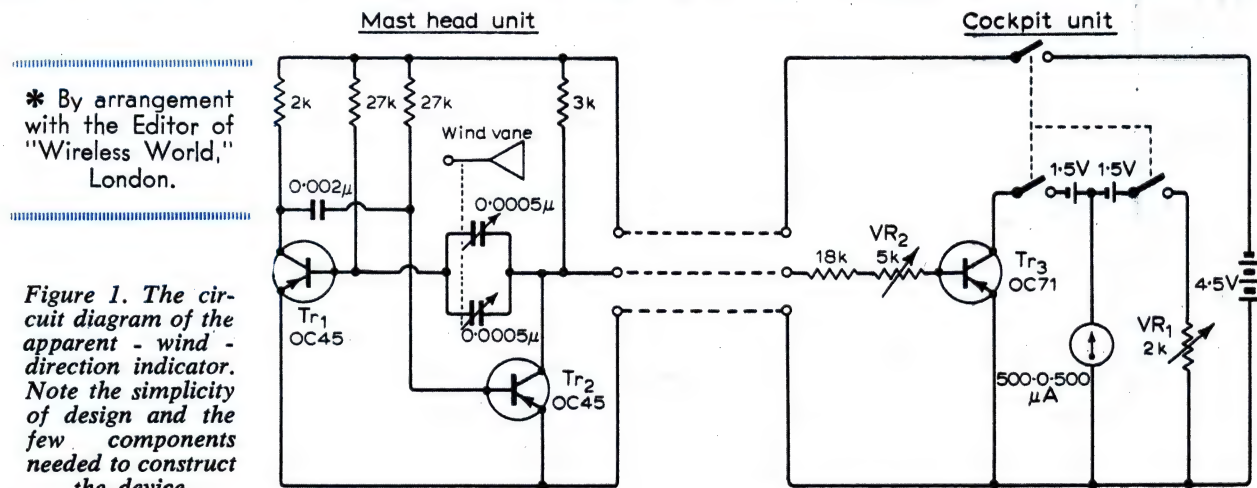 Mast head unit
Cockpit unit
* By arrangement
with the Editor of
"Wireless World,"
London.
Figure 1. The cir-
cuit diagram of the
apparent - wind -
direction indicator.
Note the simplicity
of design and the
few components
needed to construct
the device.
2k
27k
27k
3k
Wind vane
0·002μ
0·0005μ
0·0005μ
Tr1
OC45
Tr2
OC45
18k
VR2
5k
Tr3
OC71
1·5V
1·5V
4·5V
500-0-500
μA
VR1
2k